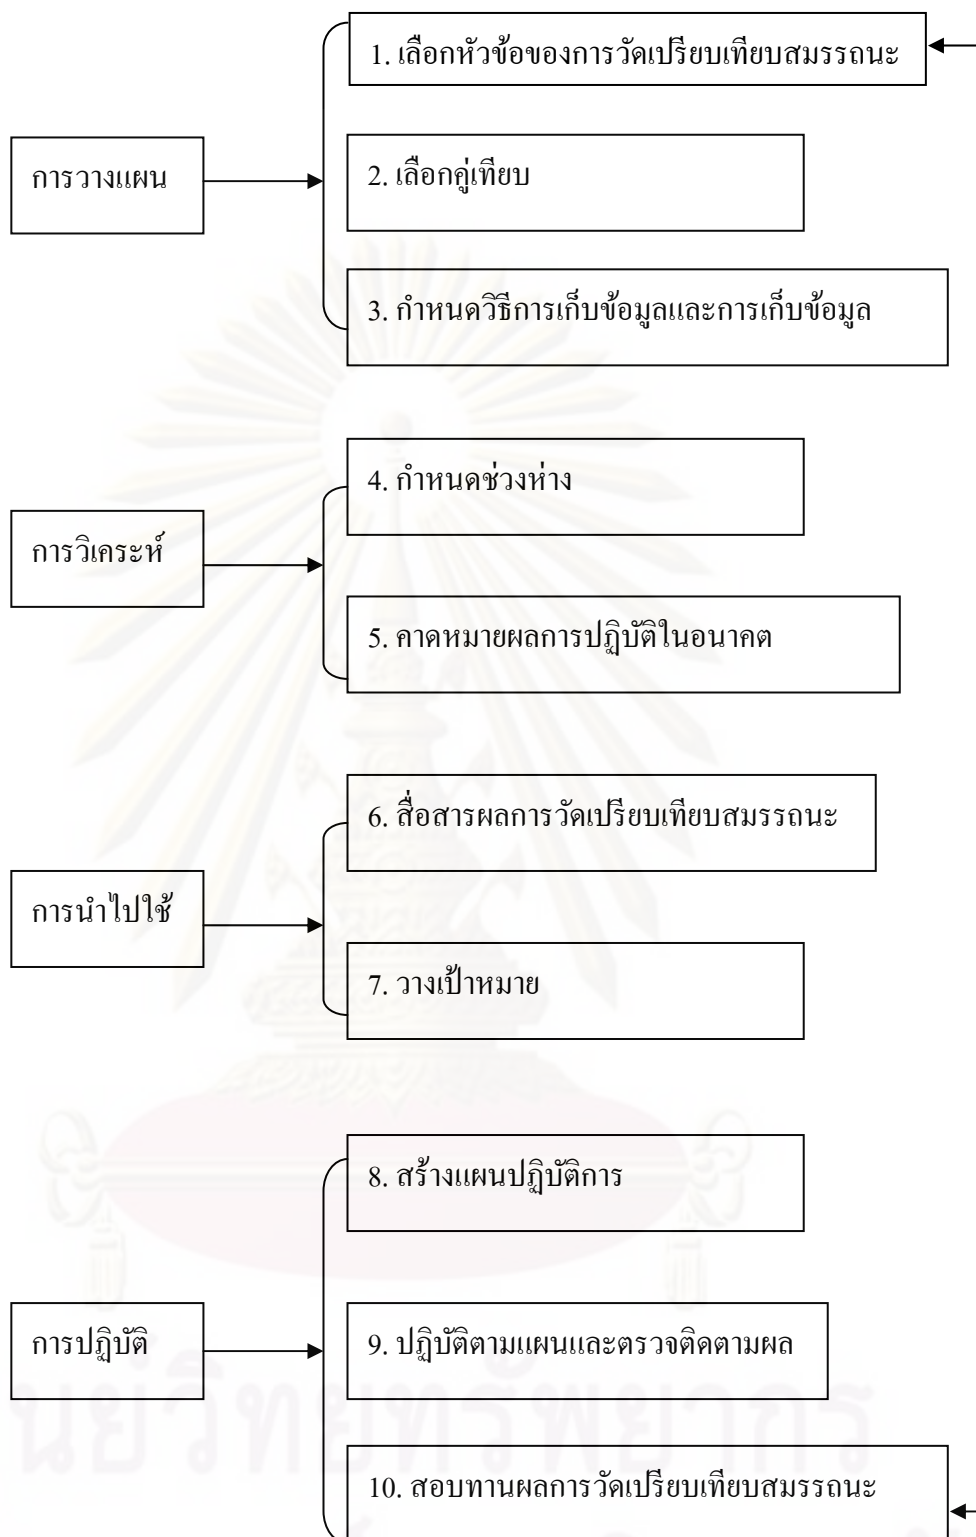 1. เลือกหัวข้อของการวัดเปรียบเทียบสมรรถนะ
การวางแผน
2. เลือกคู่เทียบ
3. กำหนดวิธีการเก็บข้อมูลและการเก็บข้อมูล
4. กำหนดช่วงห่าง
การวิเคระห์
5. คาดหมายผลการปฏิบัติในอนาคต
6. สื่อสารผลการวัดเปรียบเทียบสมรรถนะ
การนำไปใช้
7. วางเป้าหมาย
8. สร้างแผนปฏิบัติการ
การปฏิบัติ
9. ปฏิบัติตามแผนและตรวจติดตามผล
นย์วิทยทรัพยากร
10. สอบทานผลการวัดเปรียบเทียบสมรรถนะ